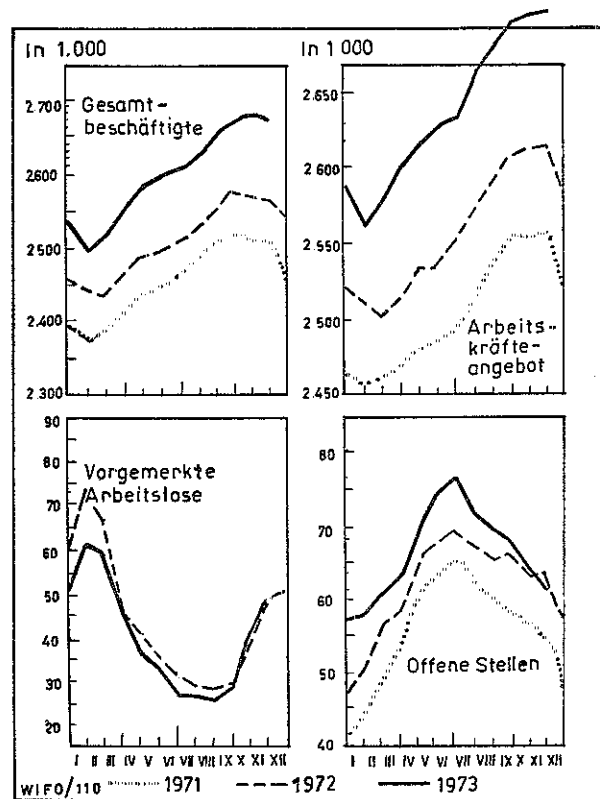 In 1.000
In 1 000
2.700
2600
2.500
2.400
2 300
Gesamt-
beschäftigte
2.650
2 600
2.550
2 500
2.450
Arbeits-
kräfte-
angebot
90
80
70
60
50
40
30
20
15
Vorgemerkte
Arbeitslose
I II III IV V VI VII VIII IX X XI XII
80
70
60
50
40
Offene Stellen
I II III IV V VI VII VIII IX X XI XII
WIFO/110 1971 1972 1973